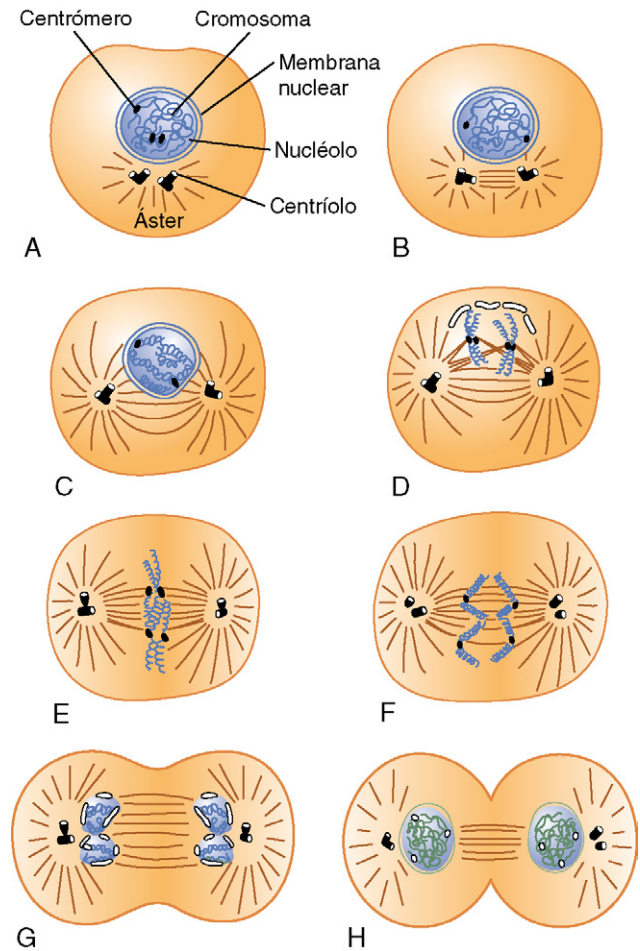 Centrómero
Cromosoma
Membrana
nuclear
Nucléolo
Centríolo
Áster
A
B
C
D
E
F
G
H